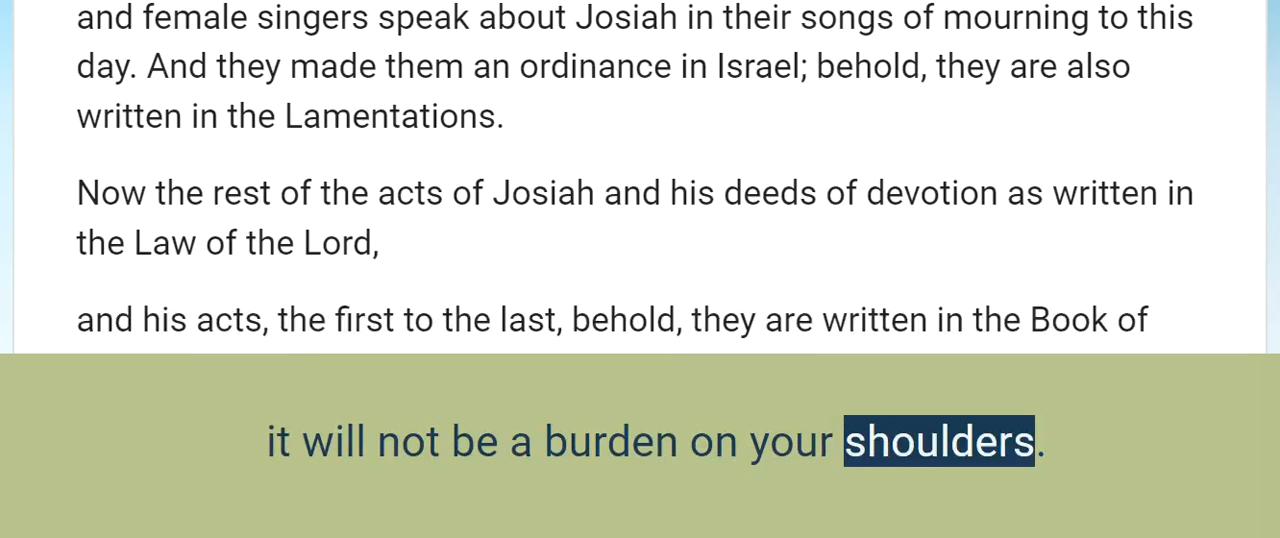 and female singers speak about Josiah in their songs of mourning to this
day. And they made them an ordinance in Israel; behold, they are also
written in the Lamentations.
Now the rest of the acts of Josiah and his deeds of devotion as written in
the Law of the Lord,
and his acts, the first to the last, behold, they are written in the Book of
it will not be a burden on your shoulders.